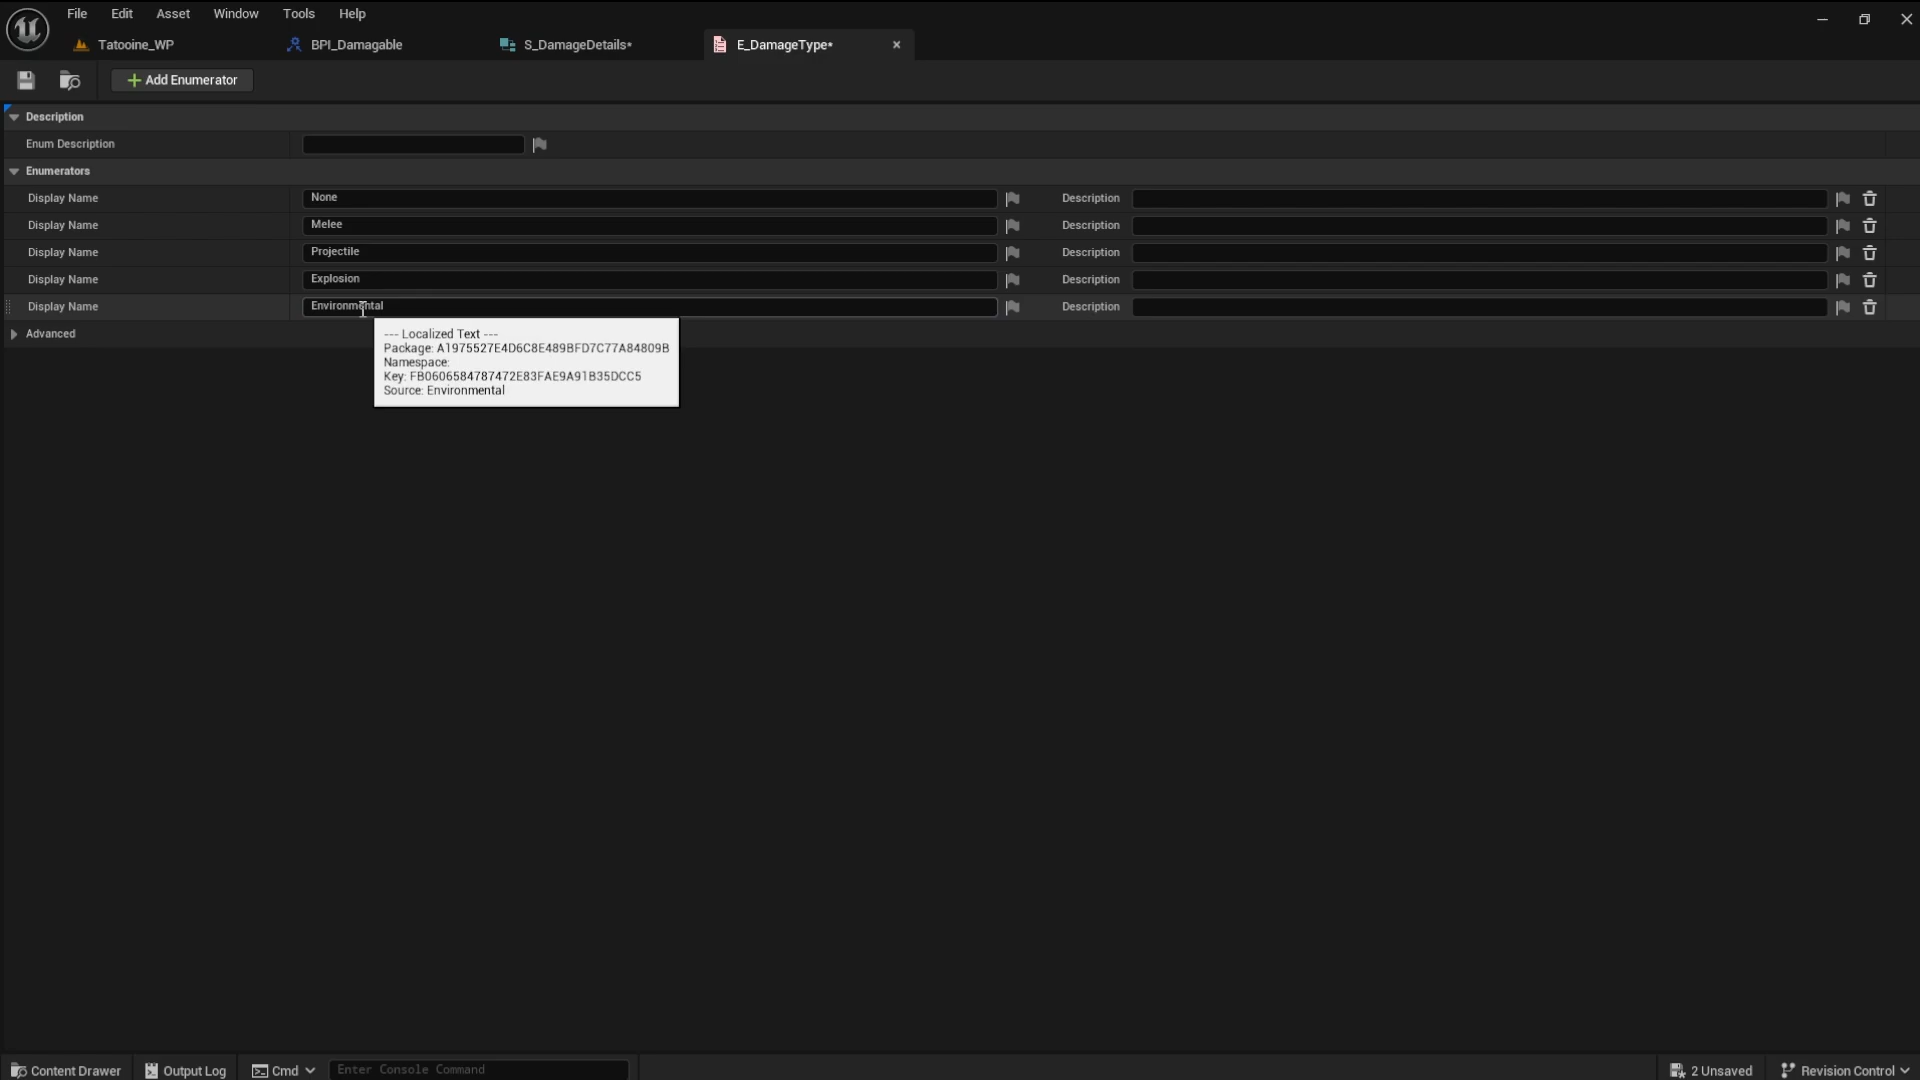 File Edit Asset Window Tools Help
Tatooine_WP BPI_Damagable S_DamageDetails* E_DamageType*
Add Enumerator
Description
Enum Description
Enumerators
Display Name None Description
Display Name Melee Description
Display Name Projectile Description
Display Name Explosion Description
Display Name Environmental Description
Advanced
--- Localized Text ---
Package: A1975527E4D6C8E489BFD7C77A84809B
Namespace:
Key: FB0606584787472E83FAE9A91B35DCC5
Source: Environmental
Content Drawer Output Log Cmd Enter Console Command 2 Unsaved Revision Control